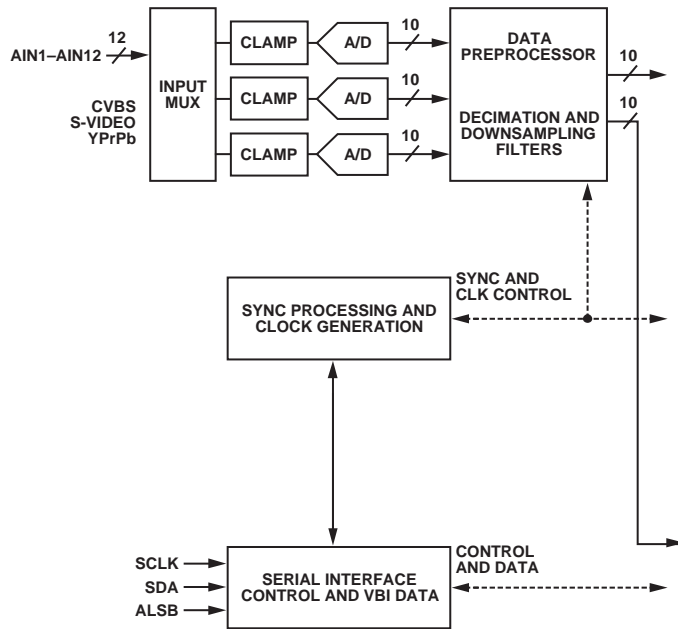 12
AIN1–AIN12
CVBS
S-VIDEO
YPrPb
INPUT
MUX
CLAMP
A/D
10
CLAMP
A/D
10
CLAMP
A/D
10
DATA
PREPROCESSOR
DECIMATION AND
DOWNSAMPLING
FILTERS
10
10
SYNC PROCESSING AND
CLOCK GENERATION
SYNC AND
CLK CONTROL
SCLK
SDA
ALSB
SERIAL INTERFACE
CONTROL AND VBI DATA
CONTROL
AND DATA